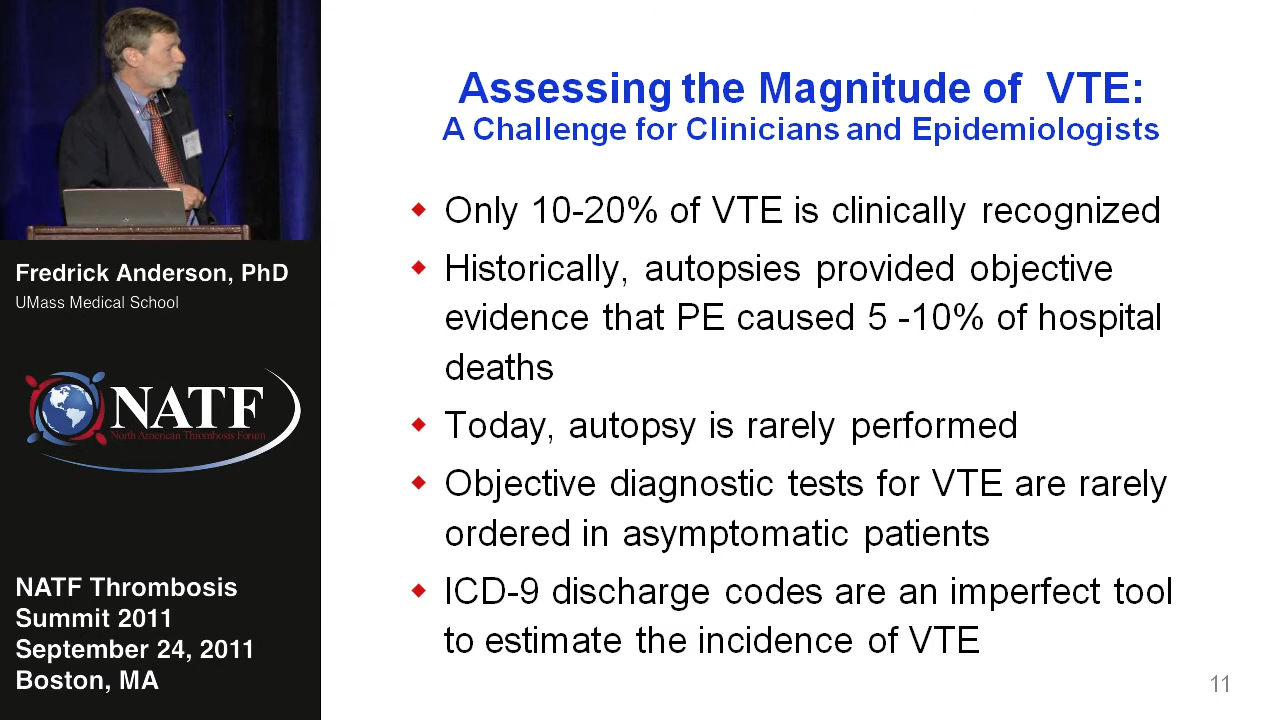 Assessing the Magnitude of VTE:
A Challenge for Clinicians and Epidemiologists
Only 10-20% of VTE is clinically recognized
Historically, autopsies provided objective
evidence that PE caused 5 -10% of hospital
deaths
Today, autopsy is rarely performed
Objective diagnostic tests for VTE are rarely
ordered in asymptomatic patients
ICD-9 discharge codes are an imperfect tool
to estimate the incidence of VTE
11
Fredrick Anderson, PhD
UMass Medical School
NATF
North American Thrombosis Forum
NATF Thrombosis
Summit 2011
September 24, 2011
Boston, MA